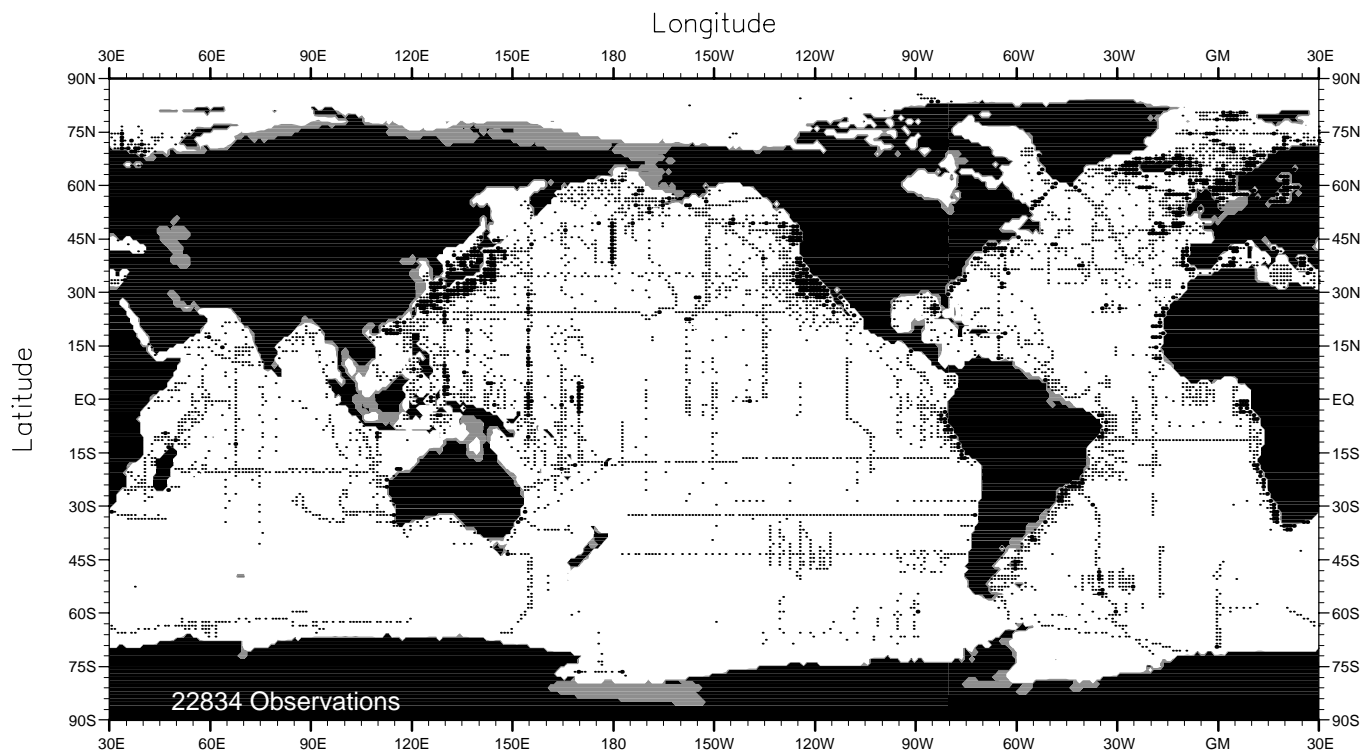 Longitude
30E 60E 90E 120E 150E 180 150W 120W 90W 60W 30W GM 30E
90N 90N
75N 75N
60N 60N
45N 45N
30N 30N
15N 15N
Latitude
EQ EQ
15S 15S
30S 30S
45S 45S
60S 60S
75S 75S
22834 Observations
90S 90S
30E 60E 90E 120E 150E 180 150W 120W 90W 60W 30W GM 30E